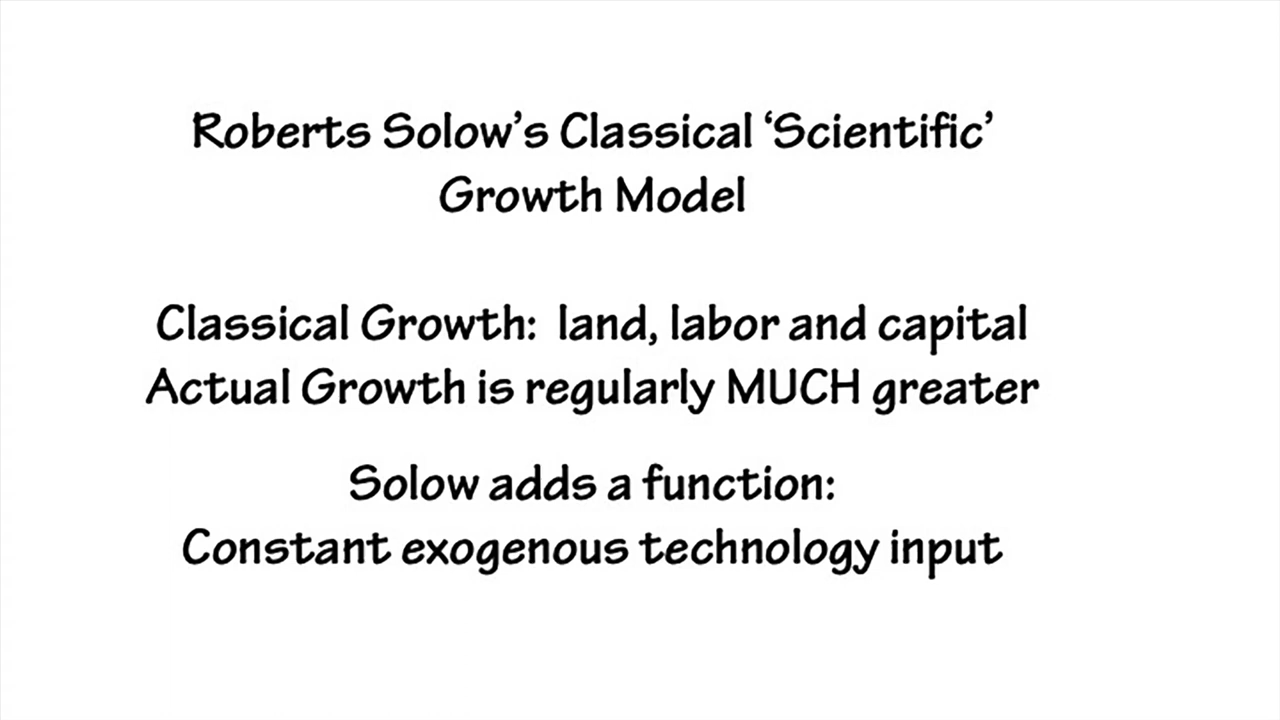 Roberts Solow’s Classical ‘Scientific’
Growth Model
Classical Growth: land, labor and capital
Actual Growth is regularly MUCH greater
Solow adds a function:
Constant exogenous technology input